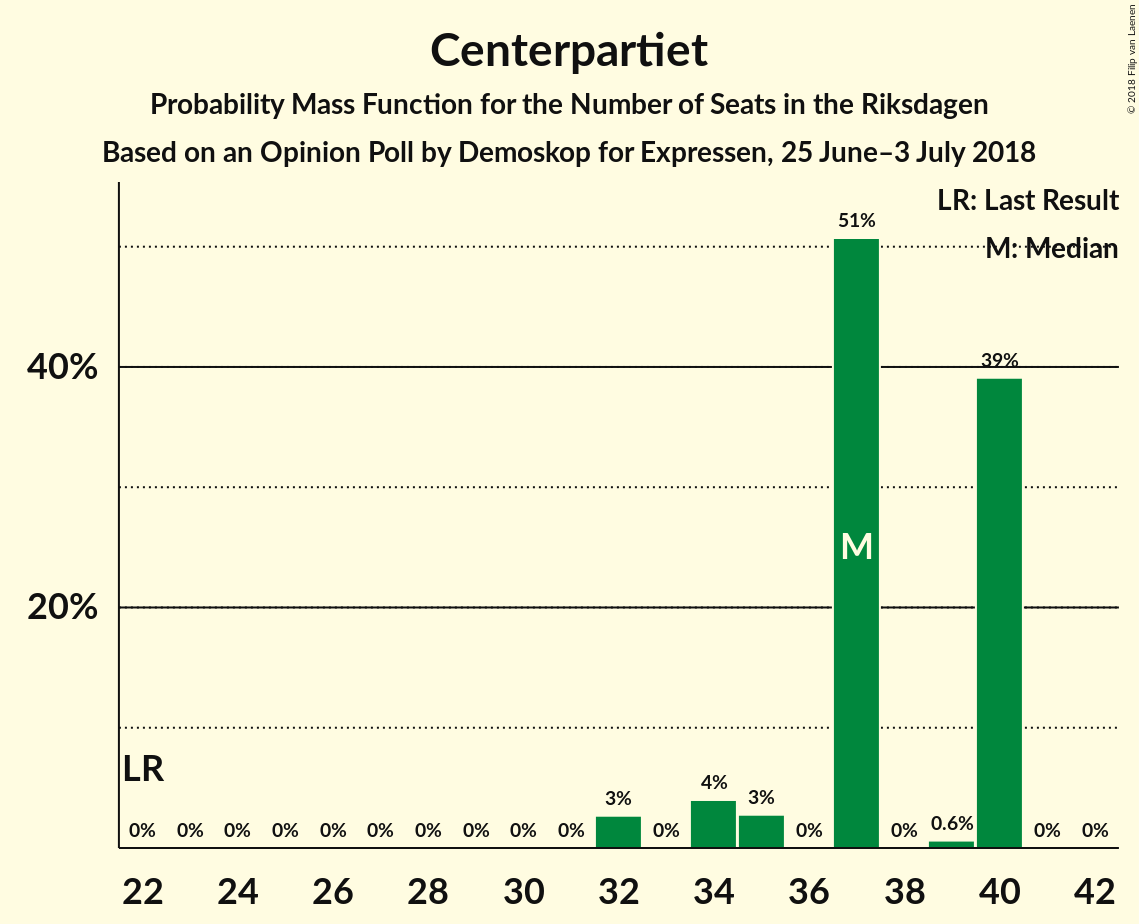 Centerpartiet
Probability Mass Function for the Number of Seats in the Riksdagen
Based on an Opinion Poll by Demoskop for Expressen, 25 June–3 July 2018
© 2018 Filip van Laenen
LR: Last Result
M: Median
51%
39%
40%
M
20%
LR
0% 0% 0% 0% 0% 0% 0% 0% 0% 0% 3% 0% 4% 3% 0% 0% 0.6% 0% 0%
22 24 26 28 30 32 34 36 38 40 42